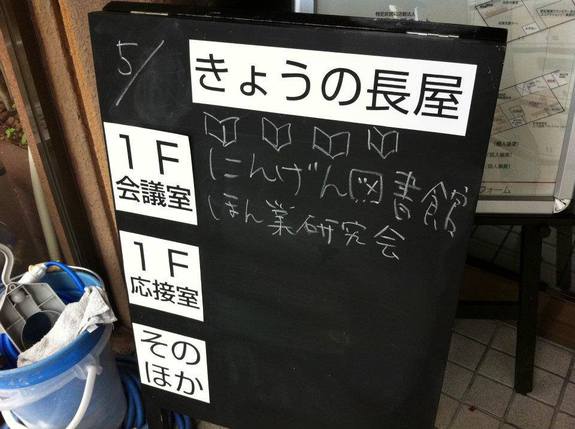 5/
きょうの長屋
1F
会議室
にんげん図書館
ほん業研究会
1F
応接室
その
ほか